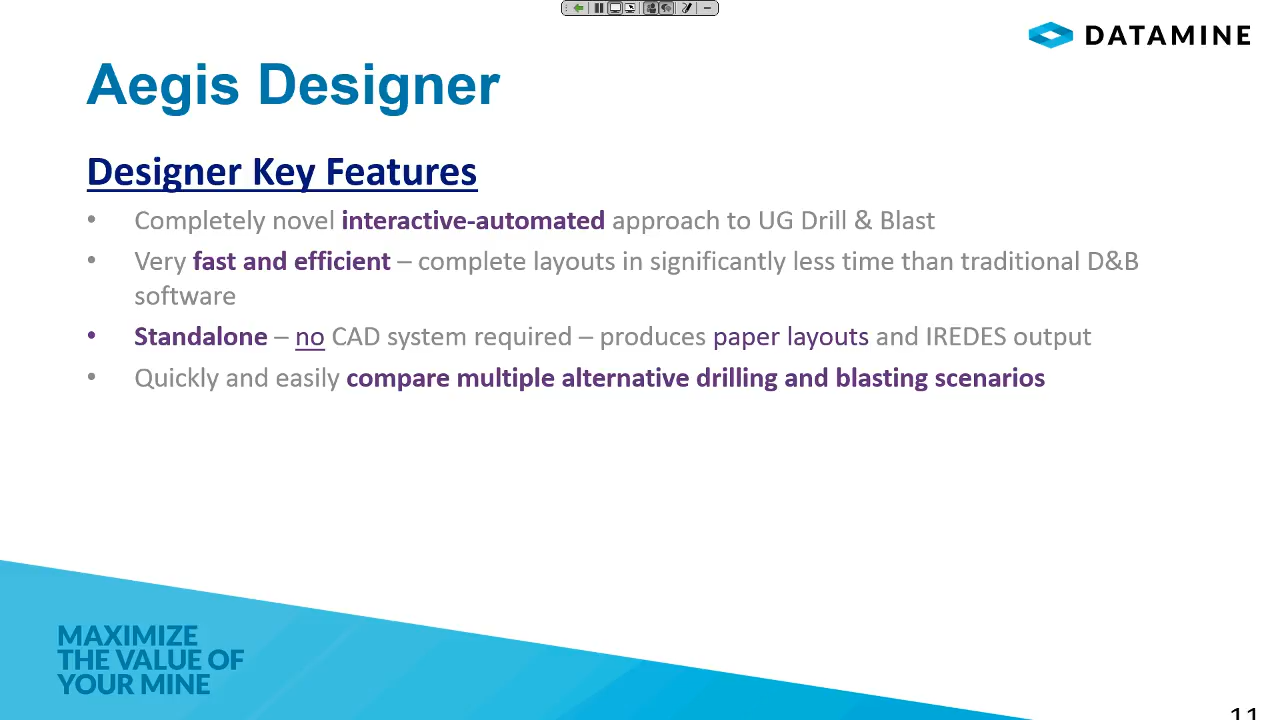 DATAMINE
Aegis Designer
Designer Key Features
• Completely novel interactive-automated approach to UG Drill & Blast
• Very fast and efficient – complete layouts in significantly less time than traditional D&B
software
• Standalone – no CAD system required – produces paper layouts and IREDES output
• Quickly and easily compare multiple alternative drilling and blasting scenarios
MAXIMIZE
THE VALUE OF
YOUR MINE
11